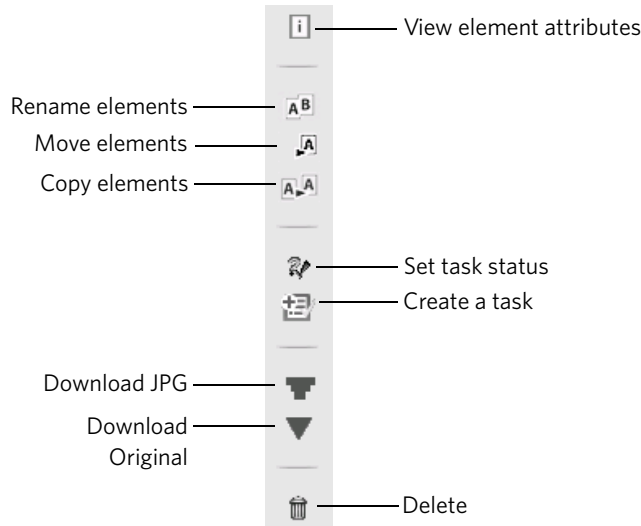 i
View element attributes
Rename elements
A B
Move elements
A
Copy elements
A A
Set task status
Create a task
Download JPG
Download
Original
Delete